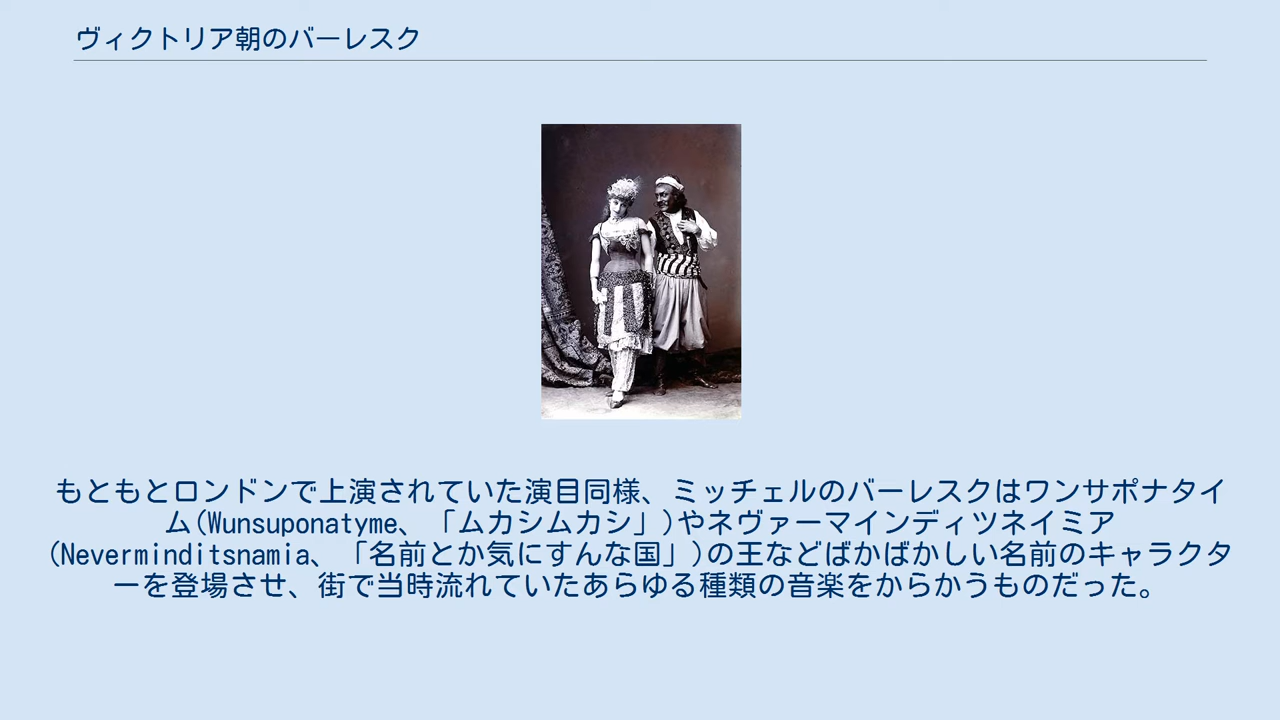 ヴィクトリア朝のバーレスク
もともとロンドンで上演されていた演目同様、ミッチェルのバーレスクはワンサポナタイ
ム(Wunsuponatyme、「ムカシムカシ」)やネヴァーマインディツネイミア
(Neverminditsnamia、「名前とか気にすんな国」)の王などばかばかしい名前のキャラクタ
ーを登場させ、街で当時流れていたあらゆる種類の音楽をからかうものだった。